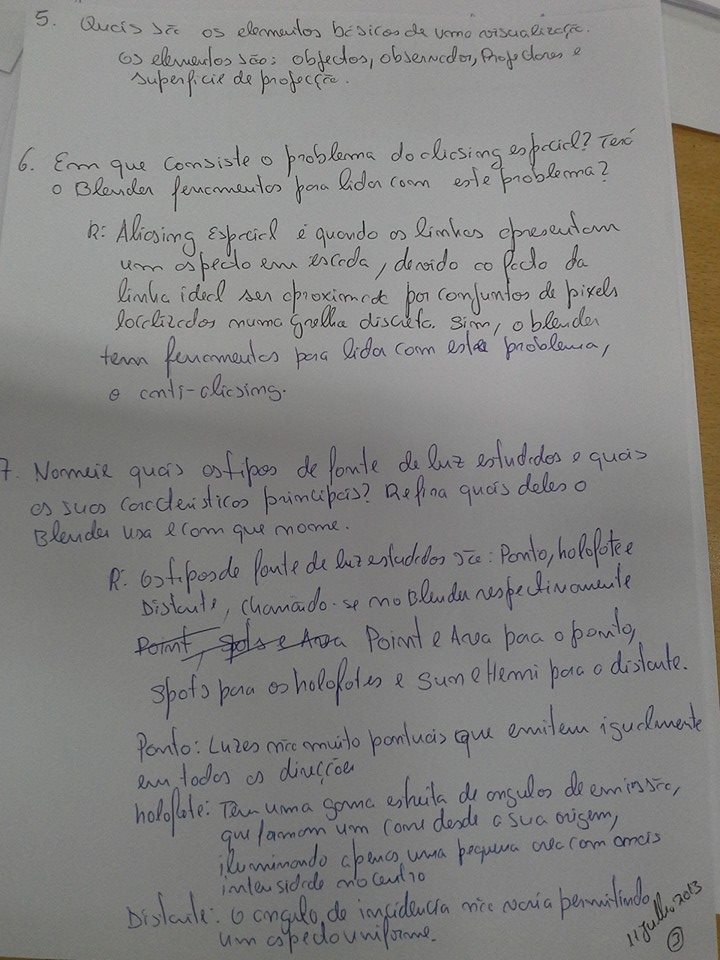 5. Quais são os elementos básicos de uma visualização.
Os elementos são: objectos, observador, Projectores e
superficie de projecção.
6. Em que consiste o problema do aliasing espacial? Terá
o Blender ferramentas para lidar com este problema?
R: Aliasing Espacial é quando as linhas apresentam
um aspecto em escada, devido ao facto da
linha ideal ser aproximada por conjuntos de pixels
localizados numa grelha discreta. Sim, o blender
tem ferramentas para lidar com este problema,
o anti-aliasing.
7. Nomeie quais os tipos de fonte de luz estudados e quais
as suas caracteristicas principais? Refira quais deles o
Blender usa e com que nome.
R: Os tipos de fonte de luz estudados são: Ponto, holofote e
Distante, chamando-se no Blender respectivamente
Point, Spots e Area Point e Area para o ponto,
Spots para os holofotes e Sun e Hemi para a distante.
Ponto: Luzes não muito pontuais que emitem igualmente
em todas as direcções
holofote: Tem uma gama estreita de angulos de emissão,
que formam um cone desde a sua origem,
iluminando apenas uma pequena area com mais
intensidade no centro
Distante: O angulo de incidencia não varia permitindo
um aspecto uniforme.
11 Julho 2013
3